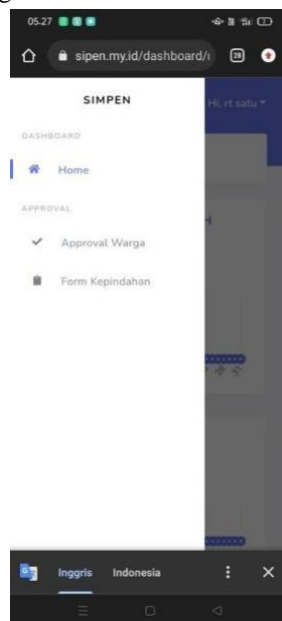 05.27
sipen.my.id/dashboard/
28
SIMPEN
Hi, rt satu
DASHBOARD
Home
APPROVAL
Approval Warga
Form Kepindahan
Inggris Indonesia